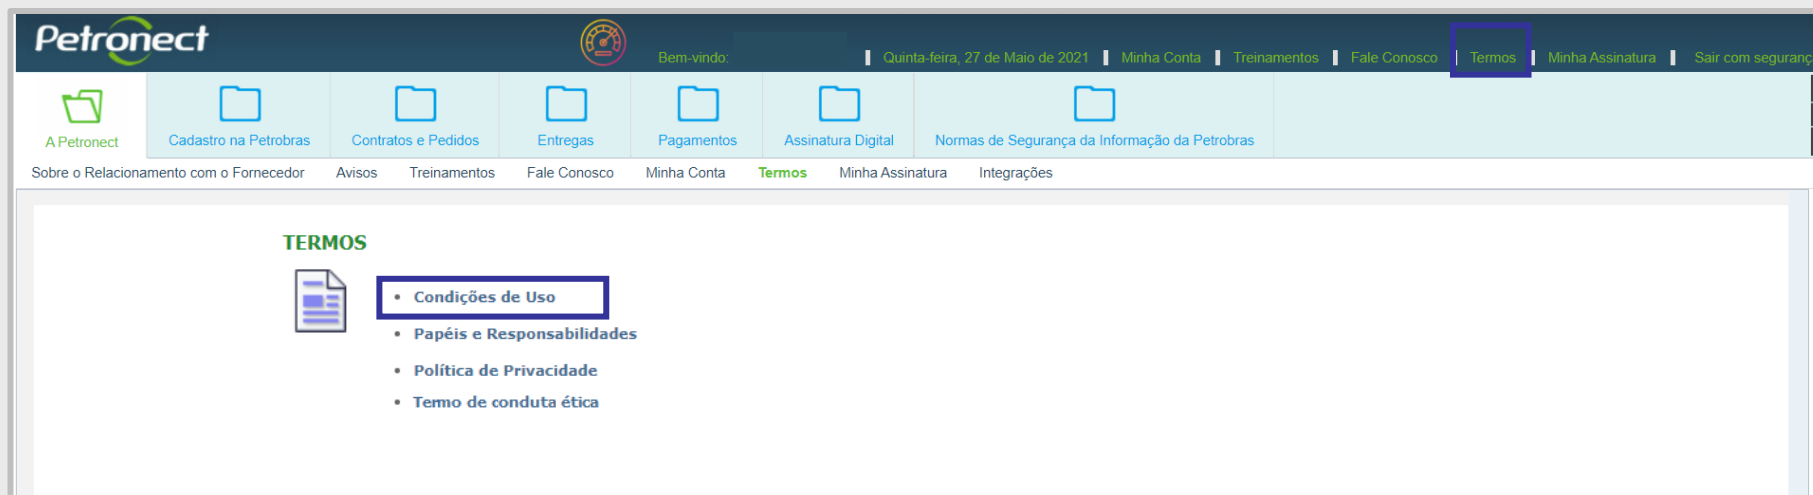 Petronect
Bem-vindo: Quinta-feira, 27 de Maio de 2021 Minha Conta Treinamentos Fale Conosco Termos Minha Assinatura Sair com seguranç
A Petronect Cadastro na Petrobras Contratos e Pedidos Entregas Pagamentos Assinatura Digital Normas de Segurança da Informação da Petrobras
Sobre o Relacionamento com o Fornecedor Avisos Treinamentos Fale Conosco Minha Conta Termos Minha Assinatura Integrações
TERMOS
• Condições de Uso
• Papéis e Responsabilidades
• Política de Privacidade
• Termo de conduta ética